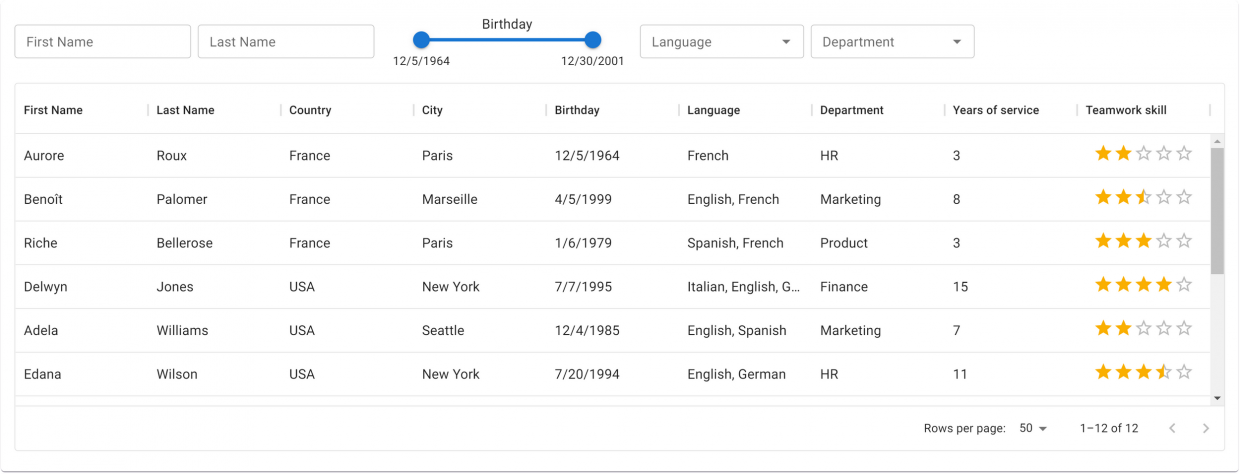 Birthday
First Name Last Name Language Department
12/5/1964 12/30/2001
First Name Last Name Country City Birthday Language Department Years of service Teamwork skill
Aurore Roux France Paris 12/5/1964 French HR 3
Benoît Palomer France Marseille 4/5/1999 English, French Marketing 8
Riche Bellerose France Paris 1/6/1979 Spanish, French Product 3
Delwyn Jones USA New York 7/7/1995 Italian, English, G... Finance 15
Adela Williams USA Seattle 12/4/1985 English, Spanish Marketing 7
Edana Wilson USA New York 7/20/1994 English, German HR 11
Rows per page: 50 1–12 of 12